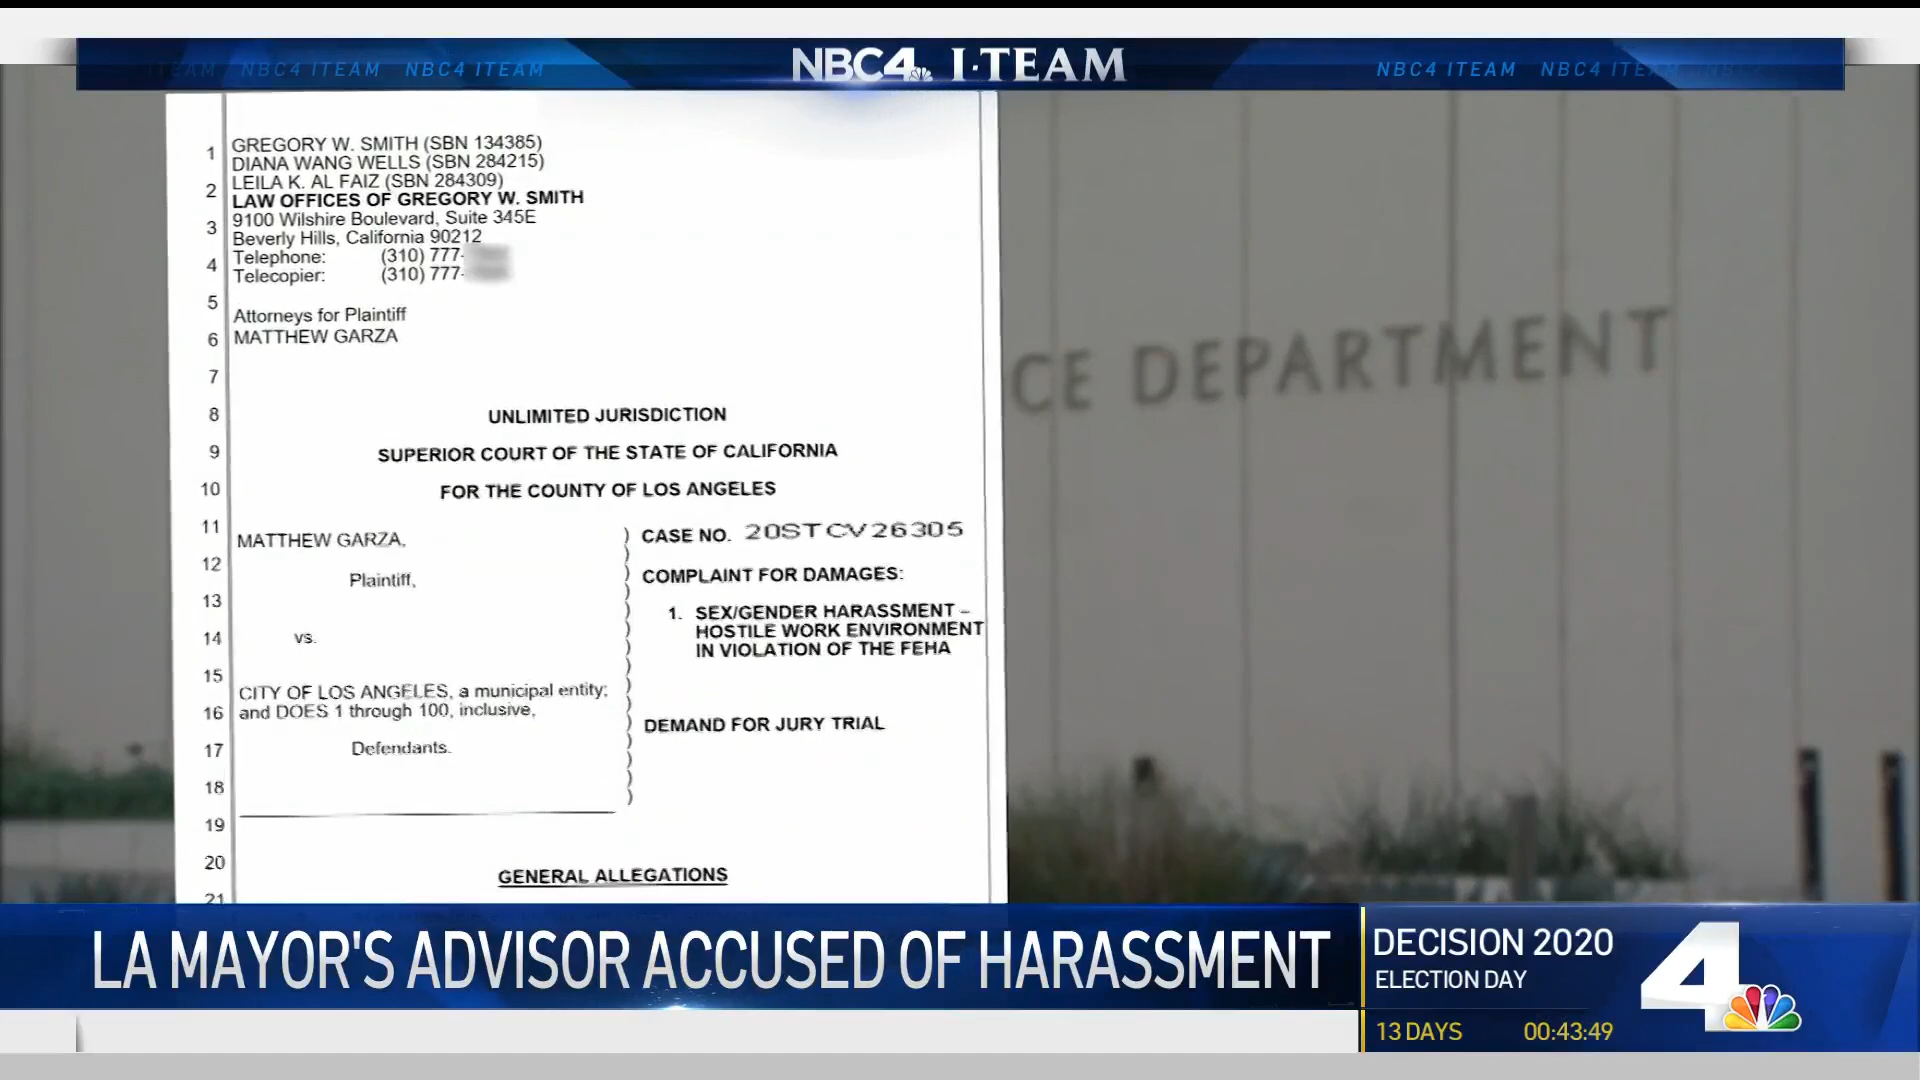 NBC4 I-TEAM
ITEAM NBC4 ITEAM NBC4 ITEAM
NBC4 ITEAM NBC4 ITEAM
1 GREGORY W. SMITH (SBN 134385)
DIANA WANG WELLS (SBN 284215)
2 LEILA K. AL FAIZ (SBN 284309)
LAW OFFICES OF GREGORY W. SMITH
3 9100 Wilshire Boulevard, Suite 345E
Beverly Hills, California 90212
4 Telephone: (310) 777-
Telecopier: (310) 777-
5 Attorneys for Plaintiff
6 MATTHEW GARZA
7
8 UNLIMITED JURISDICTION
9 SUPERIOR COURT OF THE STATE OF CALIFORNIA
10 FOR THE COUNTY OF LOS ANGELES
11 MATTHEW GARZA,
12 Plaintiff,
13
14 vs.
15
16 CITY OF LOS ANGELES, a municipal entity;
and DOES 1 through 100, inclusive,
17 Defendants.
18
19
CASE NO. 20STCV26305
COMPLAINT FOR DAMAGES:
1. SEX/GENDER HARASSMENT –
HOSTILE WORK ENVIRONMENT
IN VIOLATION OF THE FEHA
DEMAND FOR JURY TRIAL
20 GENERAL ALLEGATIONS
21
CE DEPARTMENT
LA MAYOR'S ADVISOR ACCUSED OF HARASSMENT
DECISION 2020
ELECTION DAY
13 DAYS 00:43:49
4